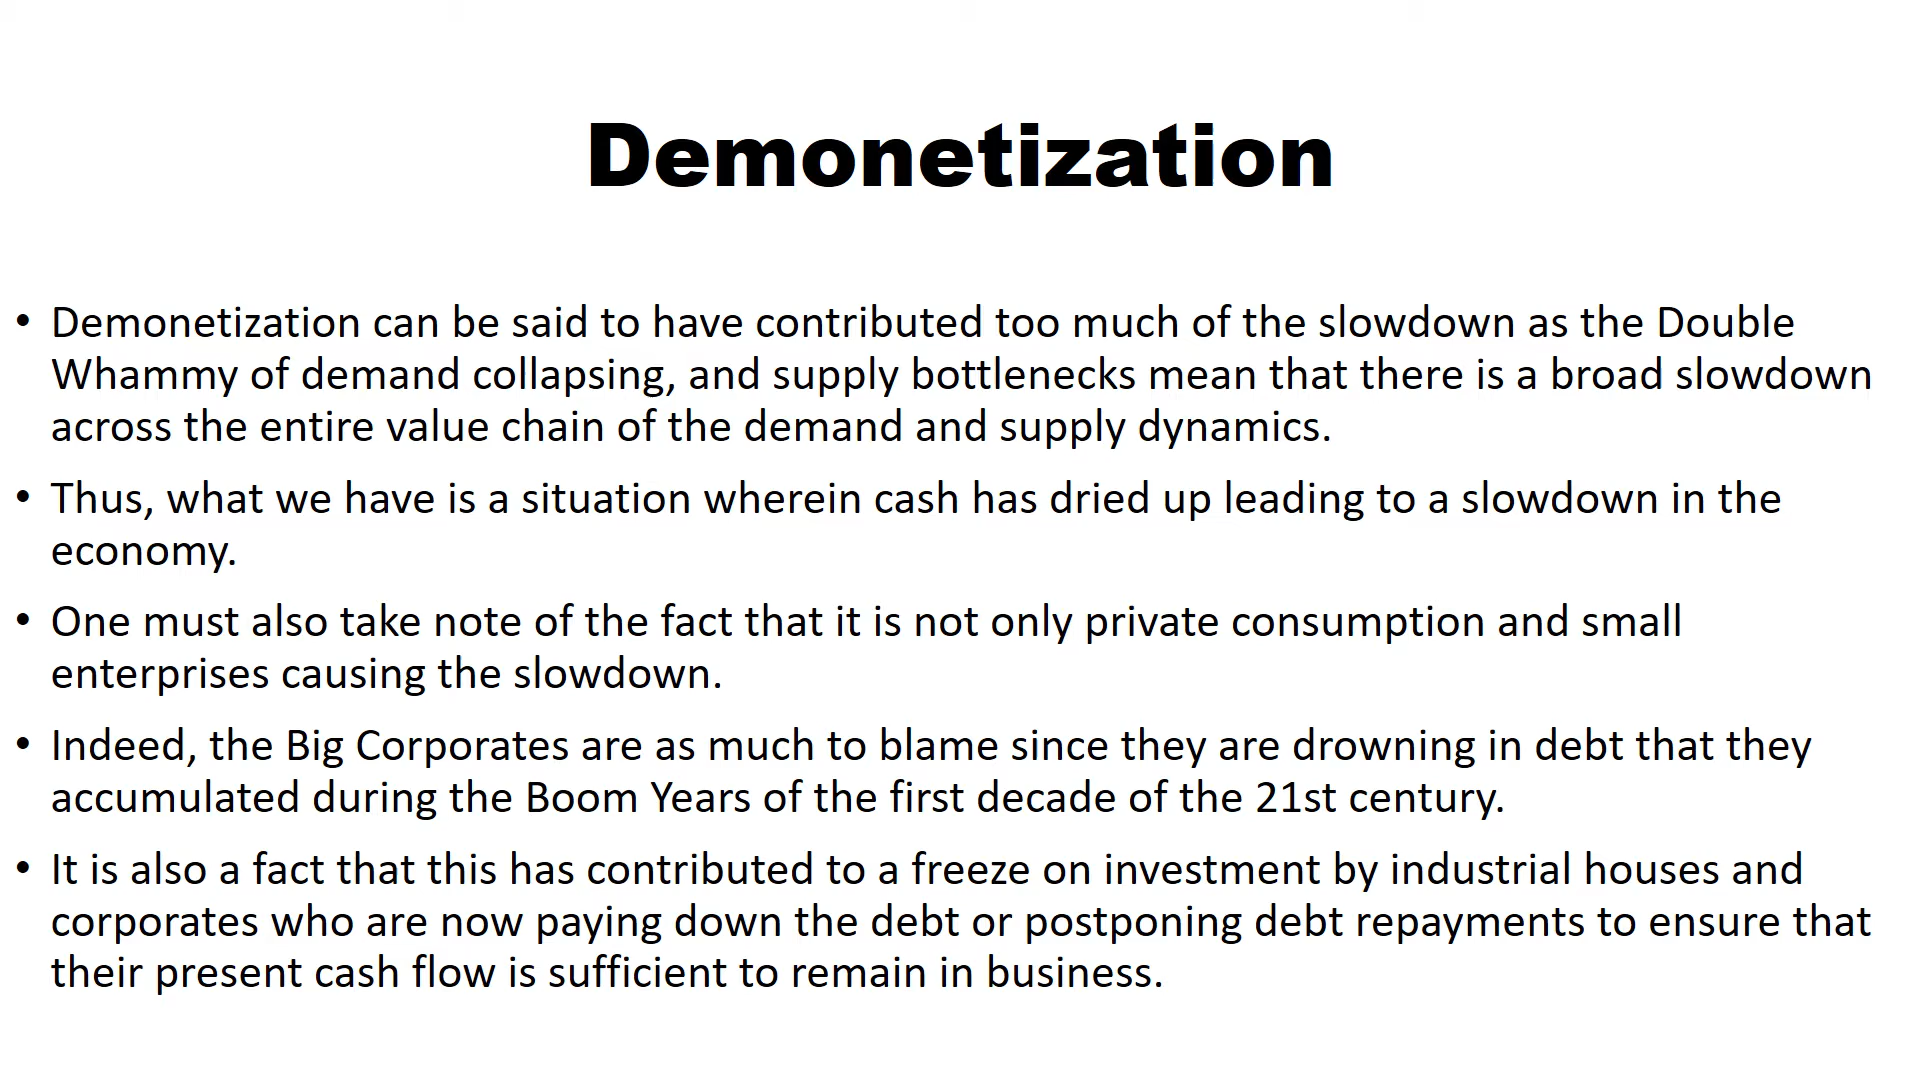 Demonetization
• Demonetization can be said to have contributed too much of the slowdown as the Double
Whammy of demand collapsing, and supply bottlenecks mean that there is a broad slowdown
across the entire value chain of the demand and supply dynamics.
• Thus, what we have is a situation wherein cash has dried up leading to a slowdown in the
economy.
• One must also take note of the fact that it is not only private consumption and small
enterprises causing the slowdown.
• Indeed, the Big Corporates are as much to blame since they are drowning in debt that they
accumulated during the Boom Years of the first decade of the 21st century.
• It is also a fact that this has contributed to a freeze on investment by industrial houses and
corporates who are now paying down the debt or postponing debt repayments to ensure that
their present cash flow is sufficient to remain in business.